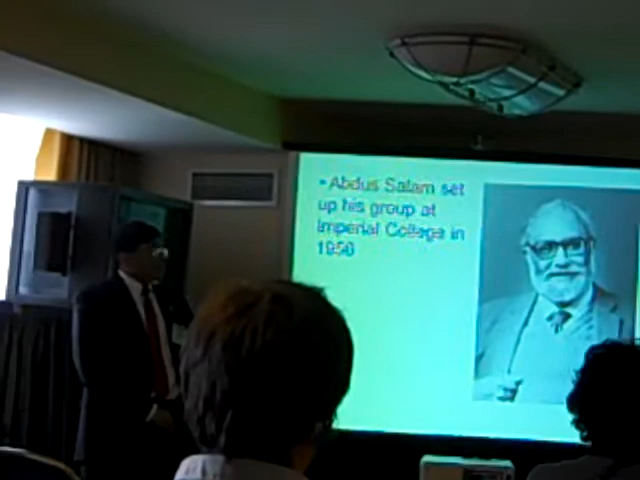 • Abdus Salam set
up his group at
Imperial College in
1956